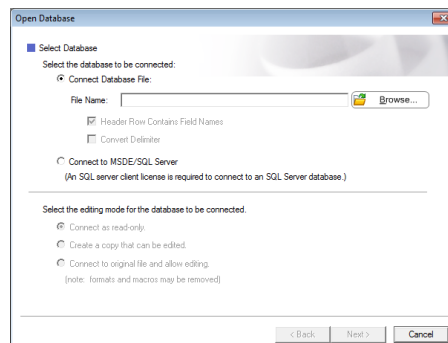 Open Database
Select Database
Select the database to be connected:
Connect Database File:
File Name:
Browse...
Header Row Contains Field Names
Convert Delimiter
Connect to MSDE/SQL Server
(An SQL server client license is required to connect to an SQL Server database.)
Select the editing mode for the database to be connected.
Connect as read-only.
Create a copy that can be edited.
Connect to original file and allow editing.
(note: formats and macros may be removed)
< Back Next > Cancel